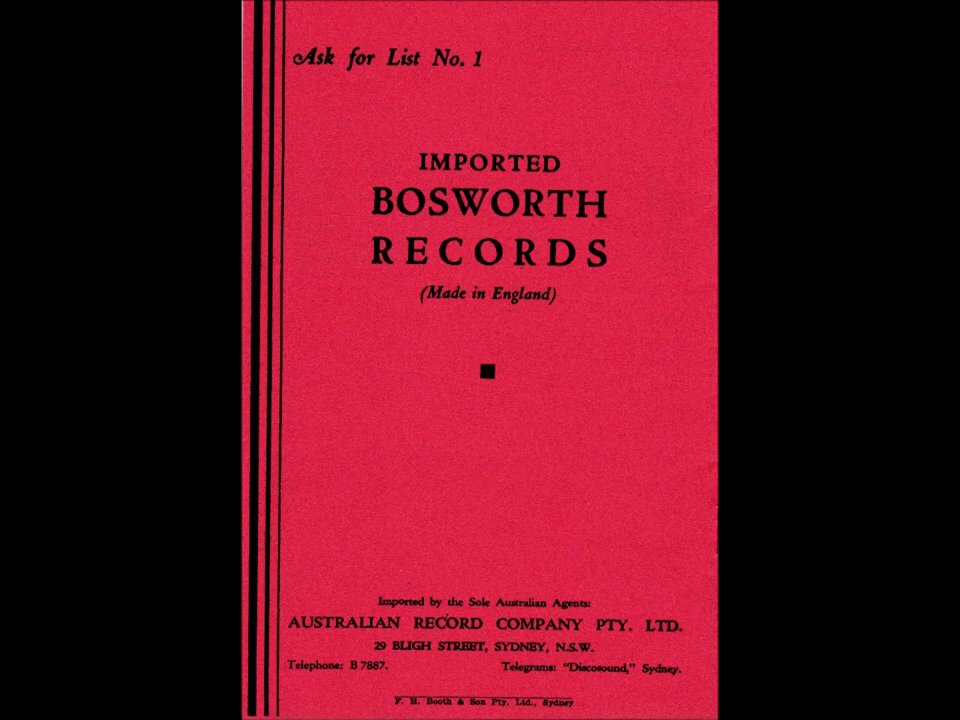 Ask for List No. 1
IMPORTED
BOSWORTH
RECORDS
(Made in England)
Imported by the Sole Australian Agents:
AUSTRALIAN RECORD COMPANY PTY. LTD.
29 BLIGH STREET, SYDNEY, N.S.W.
Telephone: B 7887. Telegrams: "Discosound," Sydney.
F. H. Booth & Son Pty. Ltd., Sydney